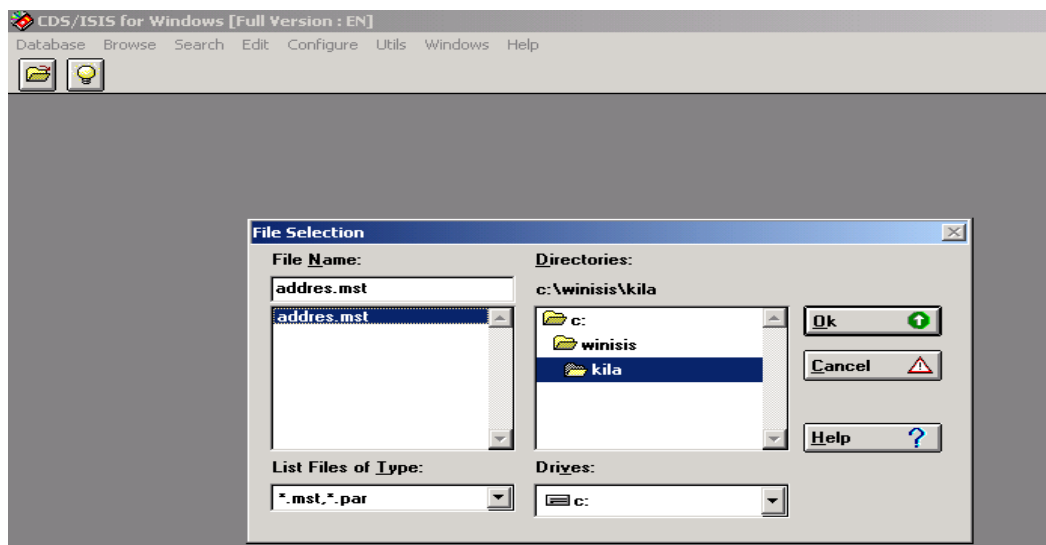 CDS/ISIS for Windows [Full Version : EN]
Database Browse Search Edit Configure Utils Windows Help
File Selection
File Name:
addres.mst
addres.mst
Directories:
c:\winisis\kila
c:
winisis
kila
Ok
Cancel
Help
List Files of Type:
*.mst,*.par
Drives:
c: